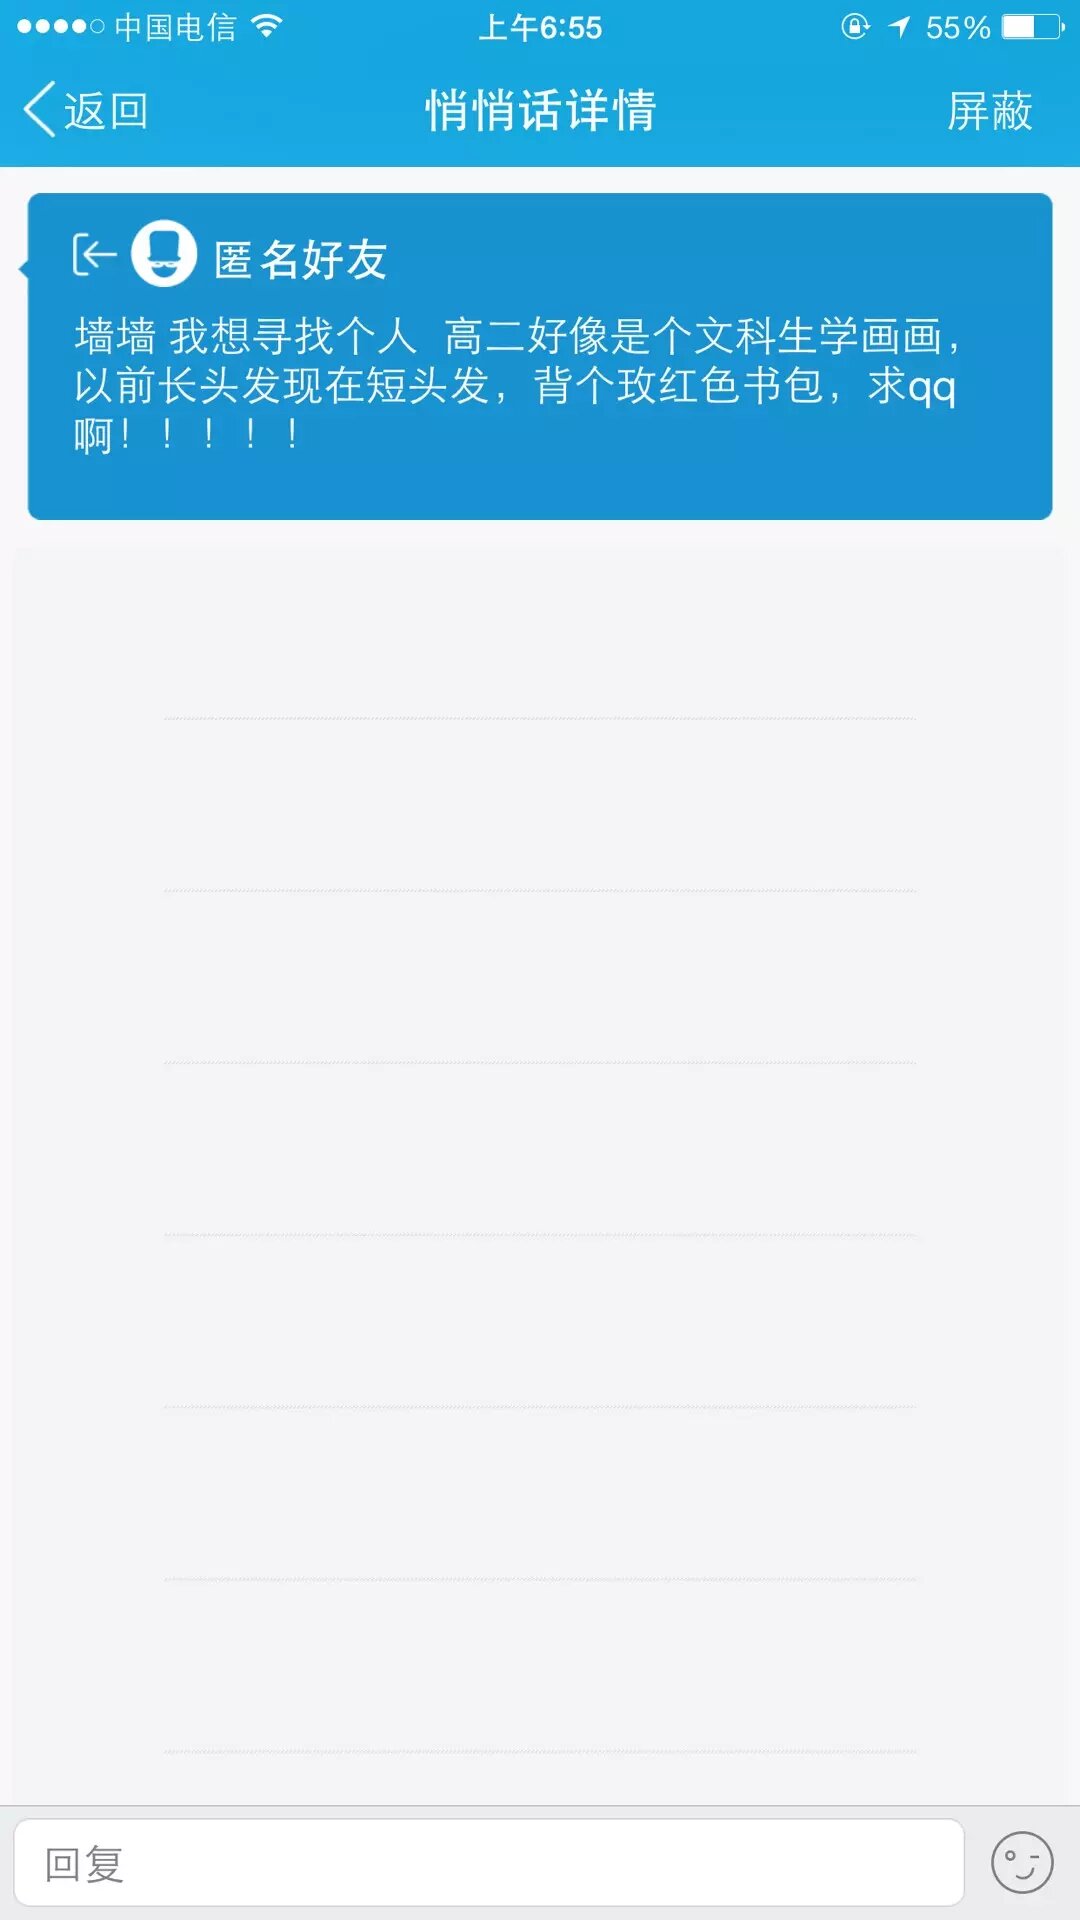 中国电信 上午6:55 55%
返回 悄悄话详情 屏蔽
匿名好友
墙墙 我想寻找个人 高二好像是个文科生学画画，
以前长头发现在短头发，背个玫红色书包，求qq
啊！！！！！
回复